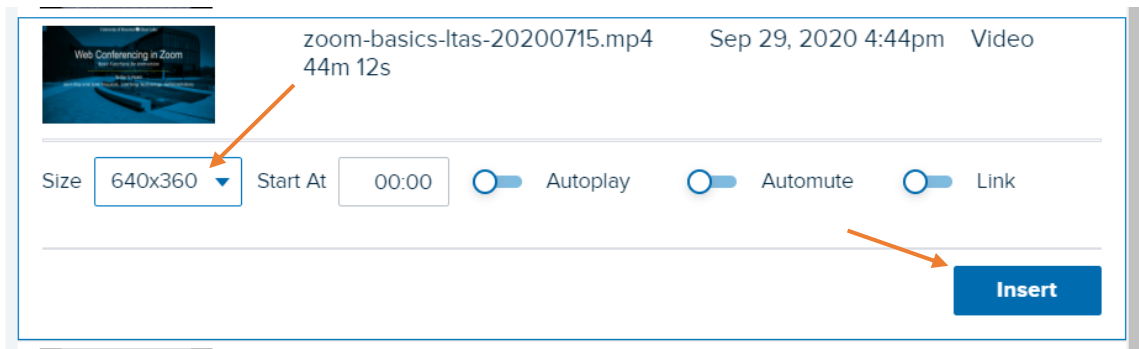 Web Conferencing in Zoom
zoom-basics-ltas-20200715.mp4 Sep 29, 2020 4:44pm Video
44m 12s
Size 640x360 Start At 00:00 Autoplay Automute Link
Insert